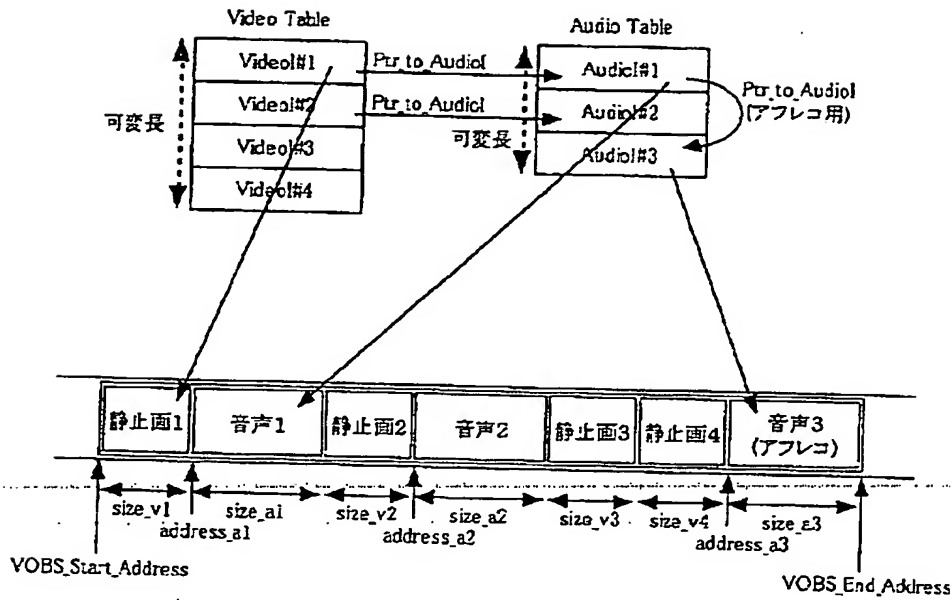 Video Table
Audio Table
VideoI#1
VideoI#2
VideoI#3
VideoI#4
可変長
Ptr_to_AudioI
Ptr_to_AudioI
AudioI#1
AudioI#2
AudioI#3
可変長
Ptr_to_AudioI
(アフレコ用)
静止画1
音声1
静止画2
音声2
静止画3
静止画4
音声3
(アフレコ)
size_v1
size_a1
size_v2
size_a2
size_v3
size_v4
size_a3
address_a1
address_a2
address_a3
VOBS_Start_Address
VOBS_End_Address